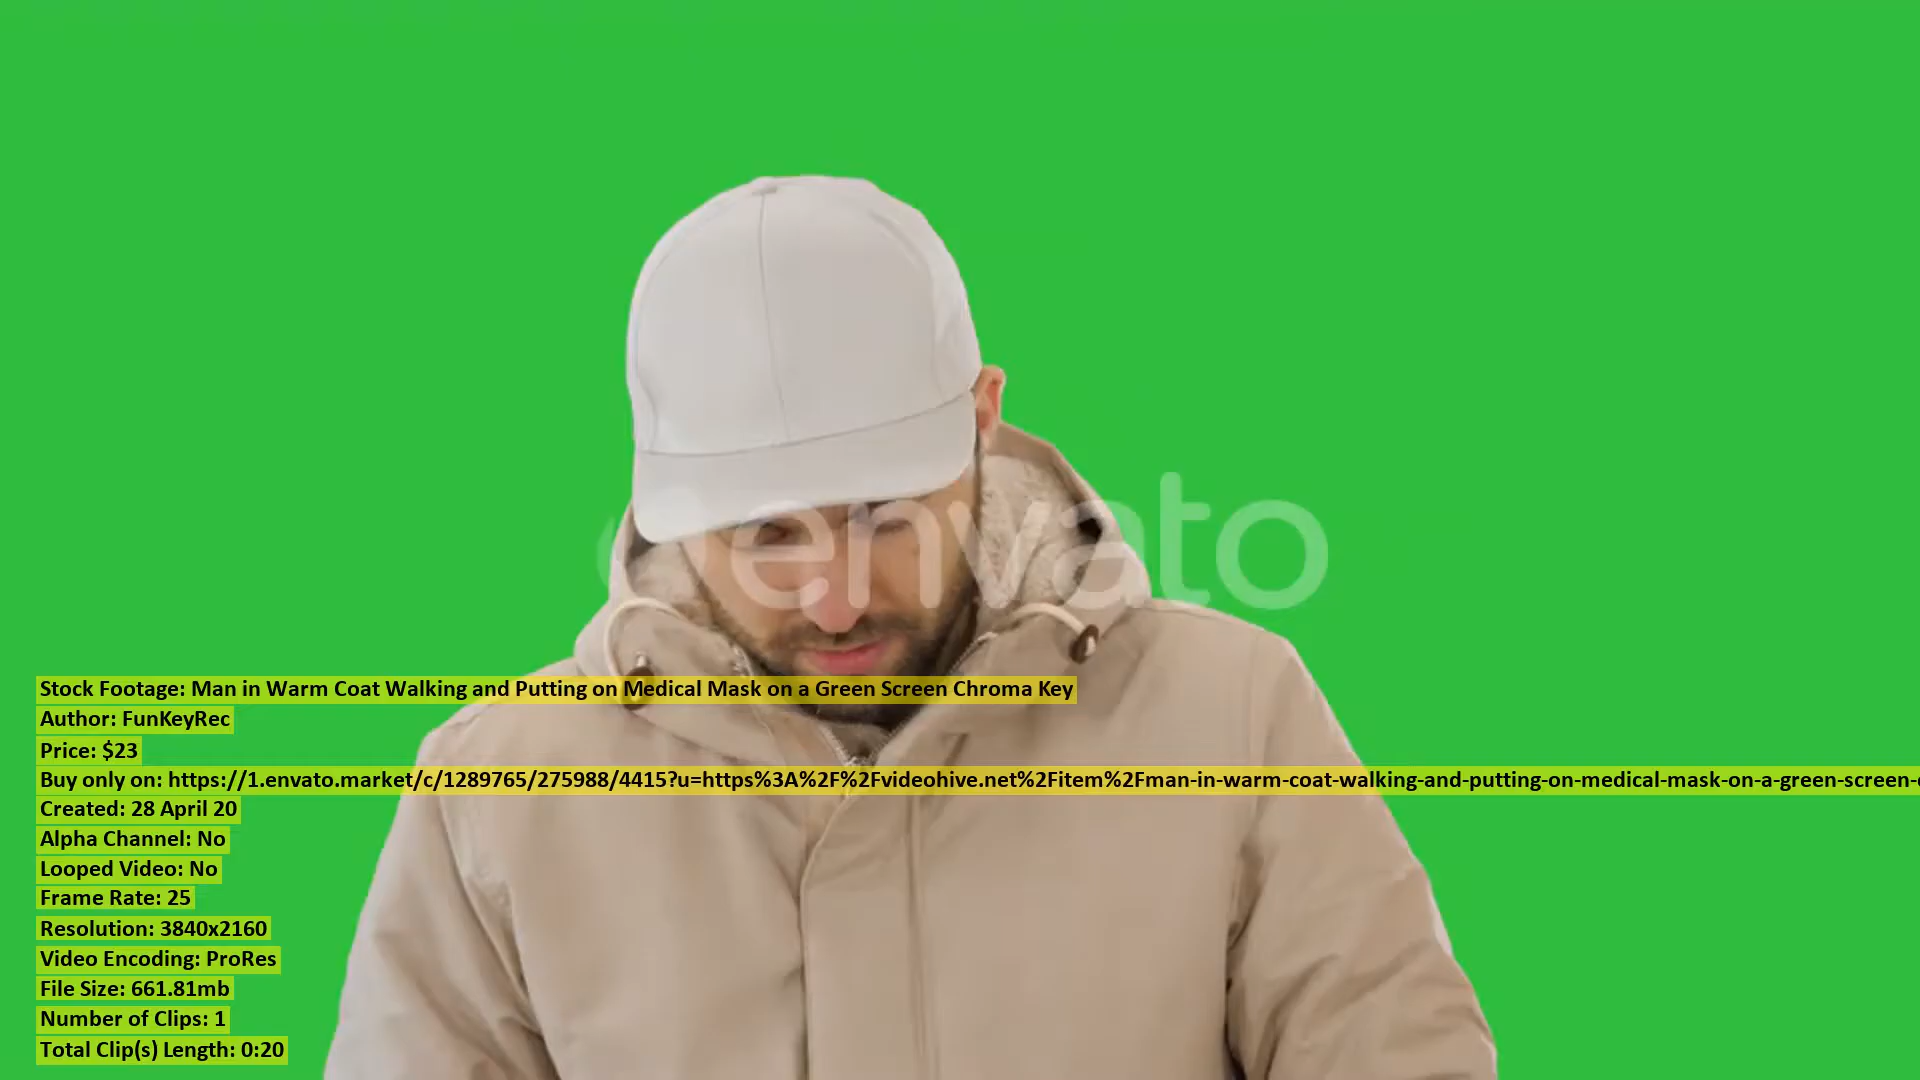 envato
Stock Footage: Man in Warm Coat Walking and Putting on Medical Mask on a Green Screen Chroma Key
Author: FunKeyRec
Price: $23
Buy only on: https://1.envato.market/c/1289765/275988/4415?u=https%3A%2F%2Fvideohive.net%2Fitem%2Fman-in-warm-coat-walking-and-putting-on-medical-mask-on-a-green-screen-
Created: 28 April 20
Alpha Channel: No
Looped Video: No
Frame Rate: 25
Resolution: 3840x2160
Video Encoding: ProRes
File Size: 661.81mb
Number of Clips: 1
Total Clip(s) Length: 0:20